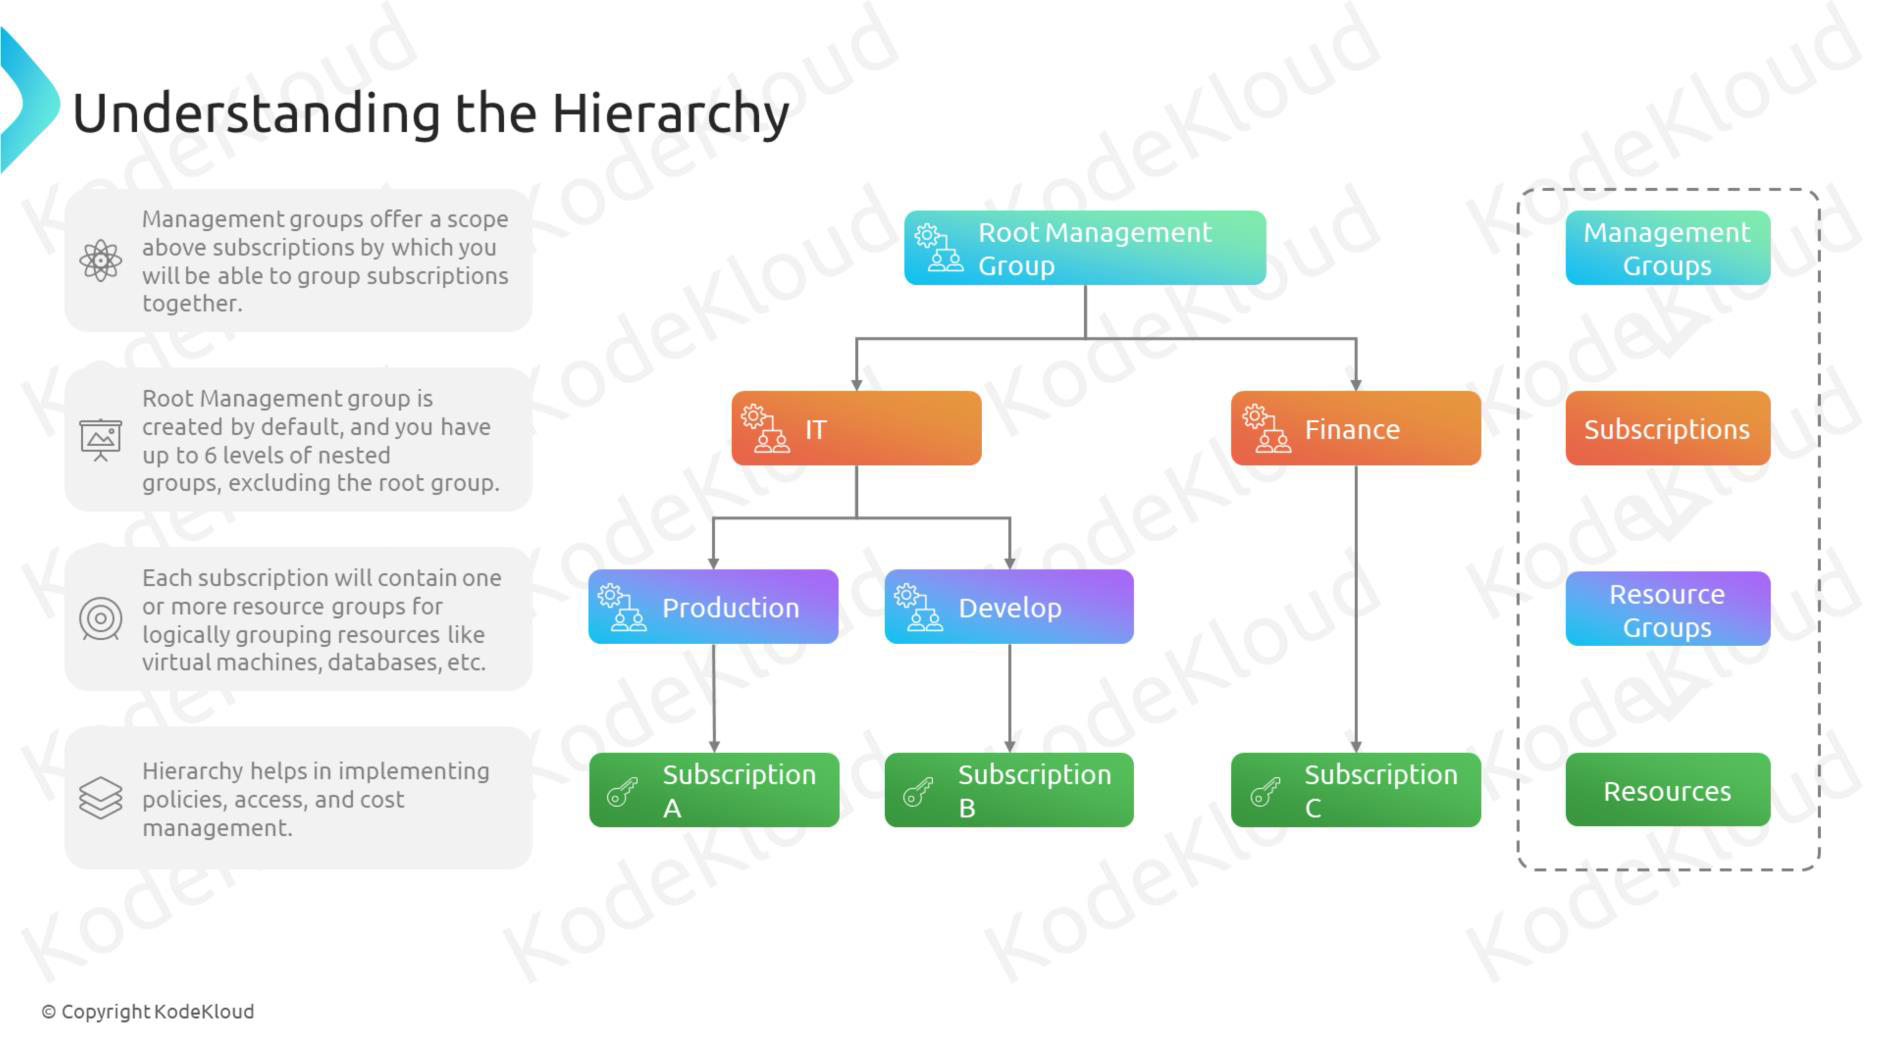 Understanding the Hierarchy
Management groups offer a scope
above subscriptions by which you
will be able to group subscriptions
together.
Root Management group is
created by default, and you have
up to 6 levels of nested
groups, excluding the root group.
Each subscription will contain one
or more resource groups for
logically grouping resources like
virtual machines, databases, etc.
Hierarchy helps in implementing
policies, access, and cost
management.
Root Management
Group
IT
Finance
Production
Develop
Subscription
A
Subscription
B
Subscription
C
Management
Groups
Subscriptions
Resource
Groups
Resources
© Copyright KodeKloud
KodeKloud